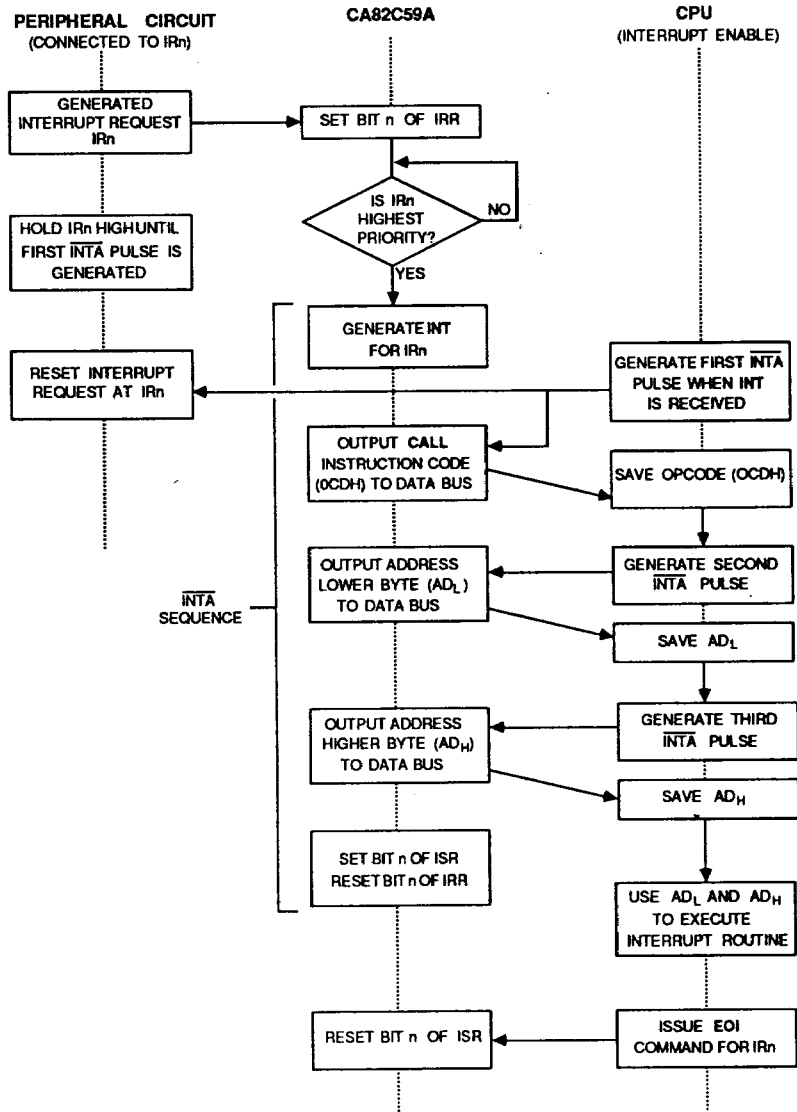 PERIPHERAL CIRCUIT
(CONNECTED TO IRn)
CA82C59A
CPU
(INTERRUPT ENABLE)
GENERATED
INTERRUPT REQUEST
IRn
SET BIT n OF IRR
IS IRn
HIGHEST
PRIORITY?
NO
YES
HOLD IRn HIGH UNTIL
FIRST INTA PULSE IS
GENERATED
GENERATE INT
FOR IRn
RESET INTERRUPT
REQUEST AT IRn
GENERATE FIRST INTA
PULSE WHEN INT
IS RECEIVED
OUTPUT CALL
INSTRUCTION CODE
(0CDH) TO DATA BUS
SAVE OPCODE (OCDH)
OUTPUT ADDRESS
LOWER BYTE (ADL)
TO DATA BUS
GENERATE SECOND
INTA PULSE
INTA
SEQUENCE
SAVE ADL
OUTPUT ADDRESS
HIGHER BYTE (ADH)
TO DATA BUS
GENERATE THIRD
INTA PULSE
SAVE ADH
SET BIT n OF ISR
RESET BIT n OF IRR
USE ADL AND ADH
TO EXECUTE
INTERRUPT ROUTINE
RESET BIT n OF ISR
ISSUE EOI
COMMAND FOR IRn